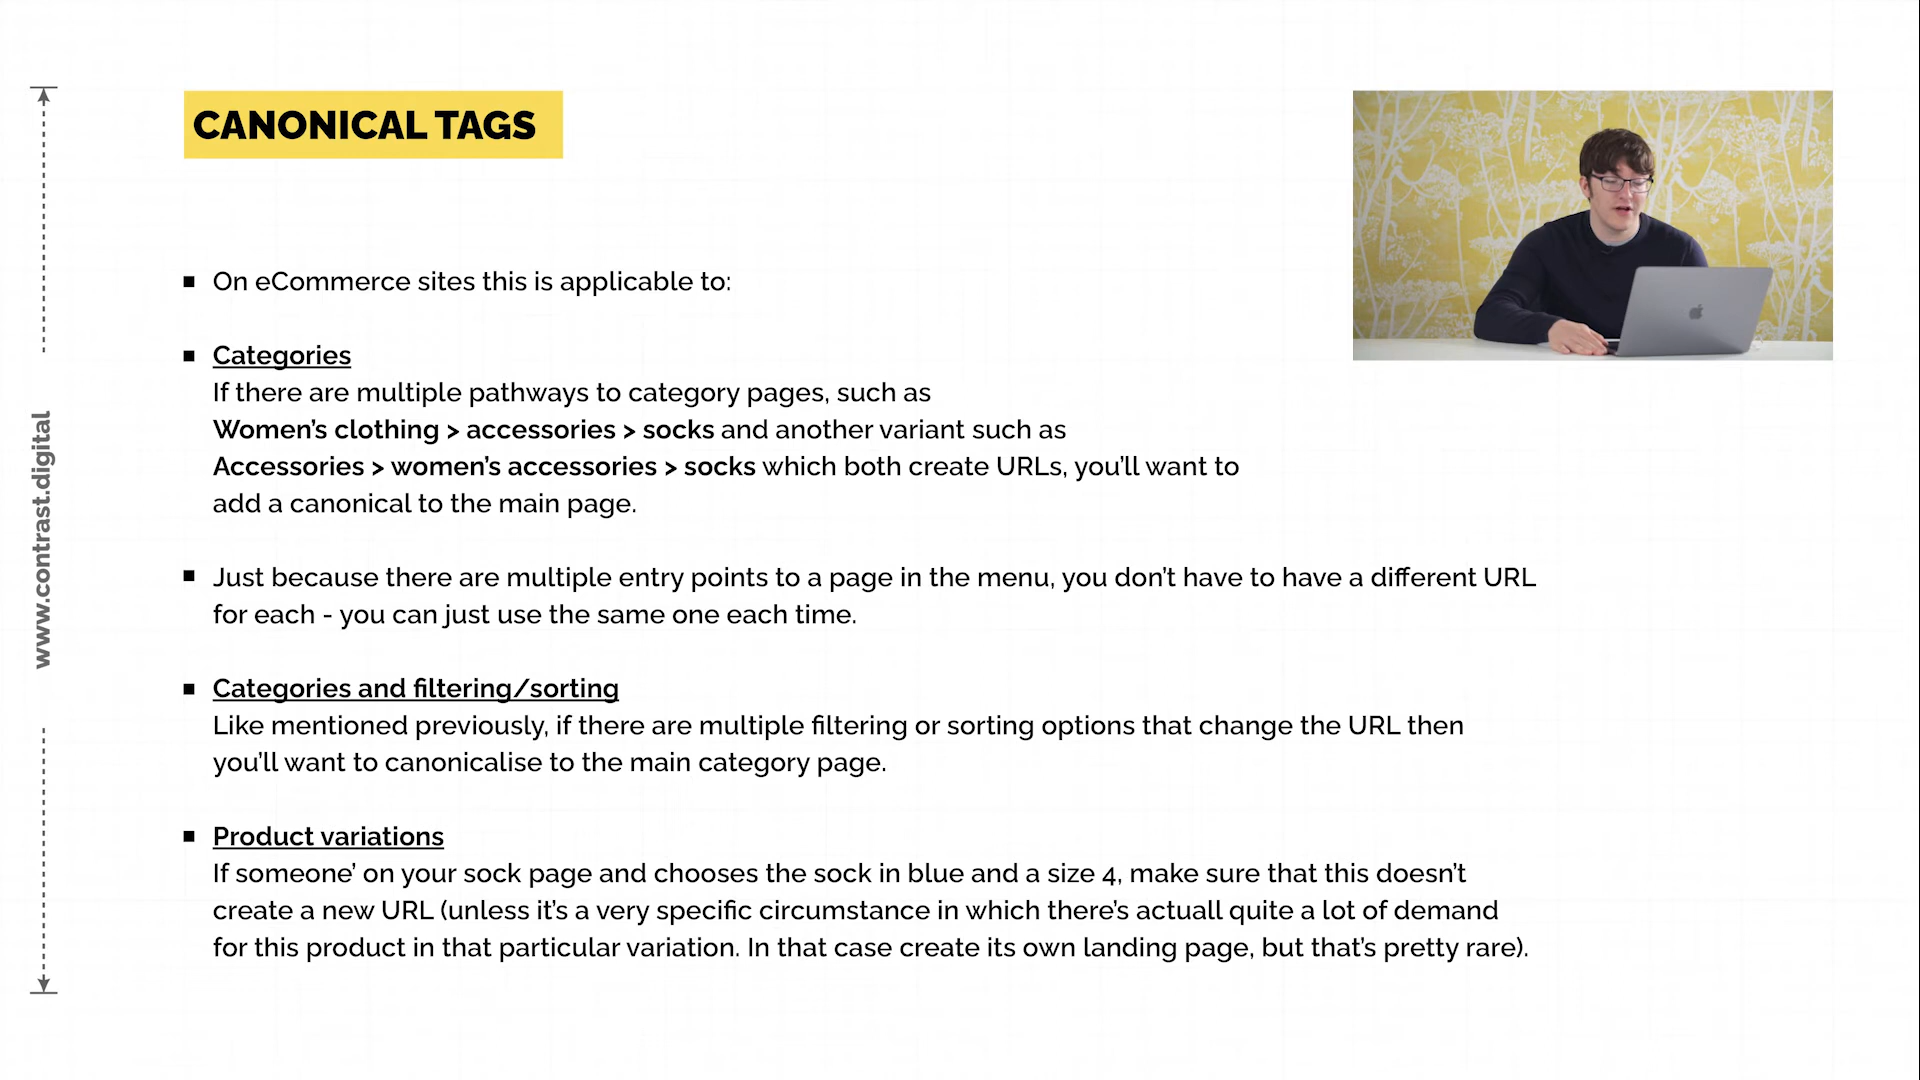 CANONICAL TAGS
www.contrast.digital
On eCommerce sites this is applicable to:
Categories
If there are multiple pathways to category pages, such as
Women's clothing > accessories > socks and another variant such as
Accessories > women's accessories > socks which both create URLs, you'll want to
add a canonical to the main page.
Just because there are multiple entry points to a page in the menu, you don't have to have a different URL
for each - you can just use the same one each time.
Categories and filtering/sorting
Like mentioned previously, if there are multiple filtering or sorting options that change the URL then
you'll want to canonicalise to the main category page.
Product variations
If someone' on your sock page and chooses the sock in blue and a size 4, make sure that this doesn't
create a new URL (unless it's a very specific circumstance in which there's actuall quite a lot of demand
for this product in that particular variation. In that case create its own landing page, but that's pretty rare).